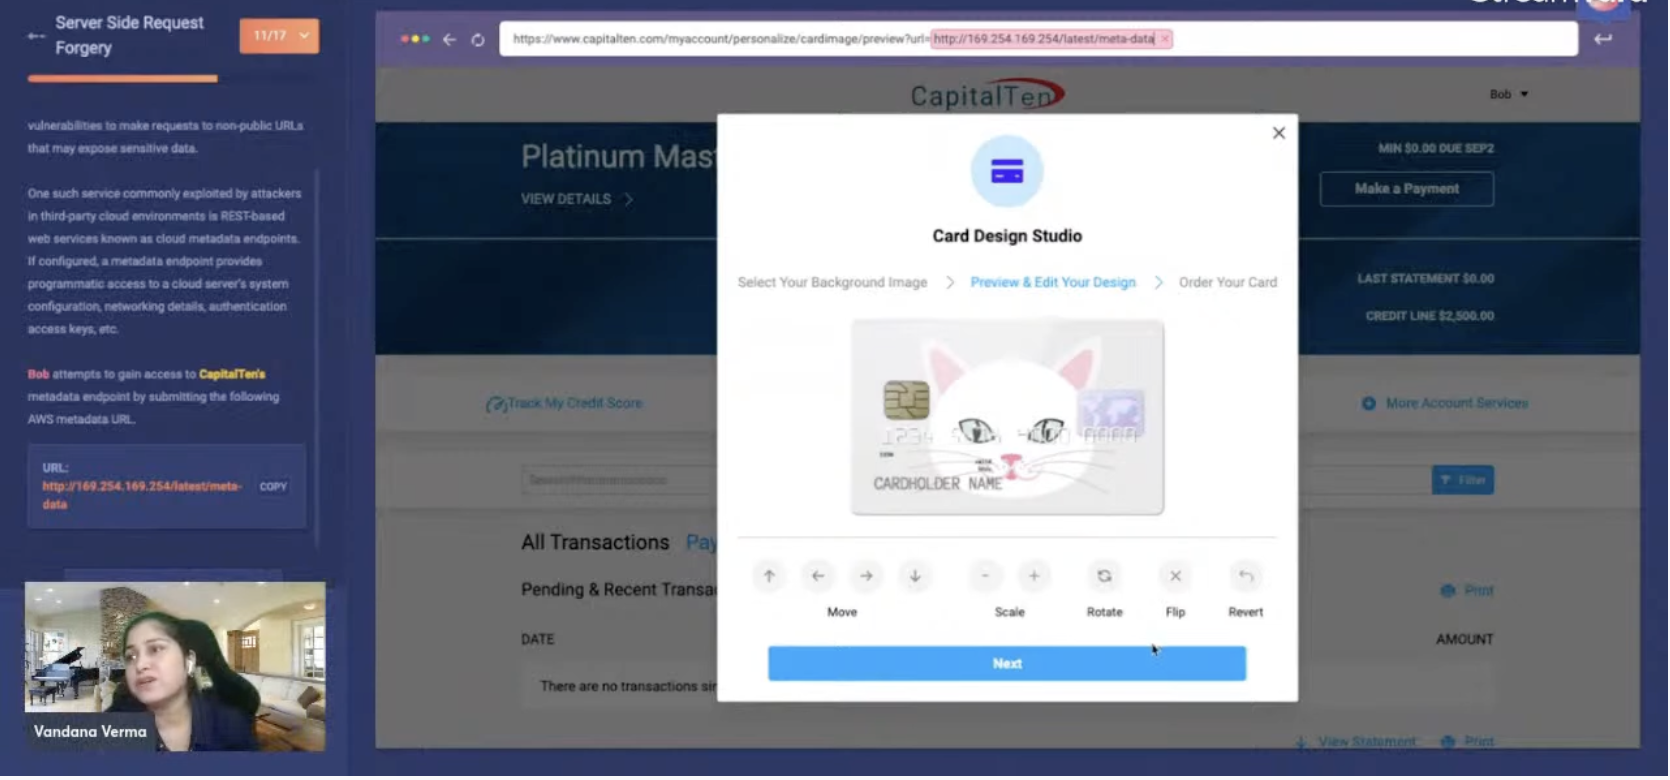 Server Side Request
Forgery
11/17
vulnerabilities to make requests to non-public URLs
that may expose sensitive data.
One such service commonly exploited by attackers
in third-party cloud environments is REST-based
web services known as cloud metadata endpoints.
If configured, a metadata endpoint provides
programmatic access to a cloud server's system
configuration, networking details, authentication
access keys, etc.
Bob attempts to gain access to CapitalTen's
metadata endpoint by submitting the following
AWS metadata URL.
URL:
http://169.254.169.254/latest/meta-
data
COPY
Vandana Verma
https://www.capitalten.com/myaccount/personalize/cardimage/preview?url=http://169.254.169.254/latest/meta-data
CapitalTen
Bob
Platinum Mas
VIEW DETAILS
MIN $0.00 DUE SEP2
Make a Payment
LAST STATEMENT $0.00
CREDIT LINE $2,500.00
Track My Credit Score
More Account Services
Filter
All Transactions Pay
Pending & Recent Transa
Print
DATE
AMOUNT
There are no transactions sin
View Statement
Print
Card Design Studio
Select Your Background Image
Preview & Edit Your Design
Order Your Card
CARDHOLDER NAME
Move
Scale
Rotate
Flip
Revert
Next